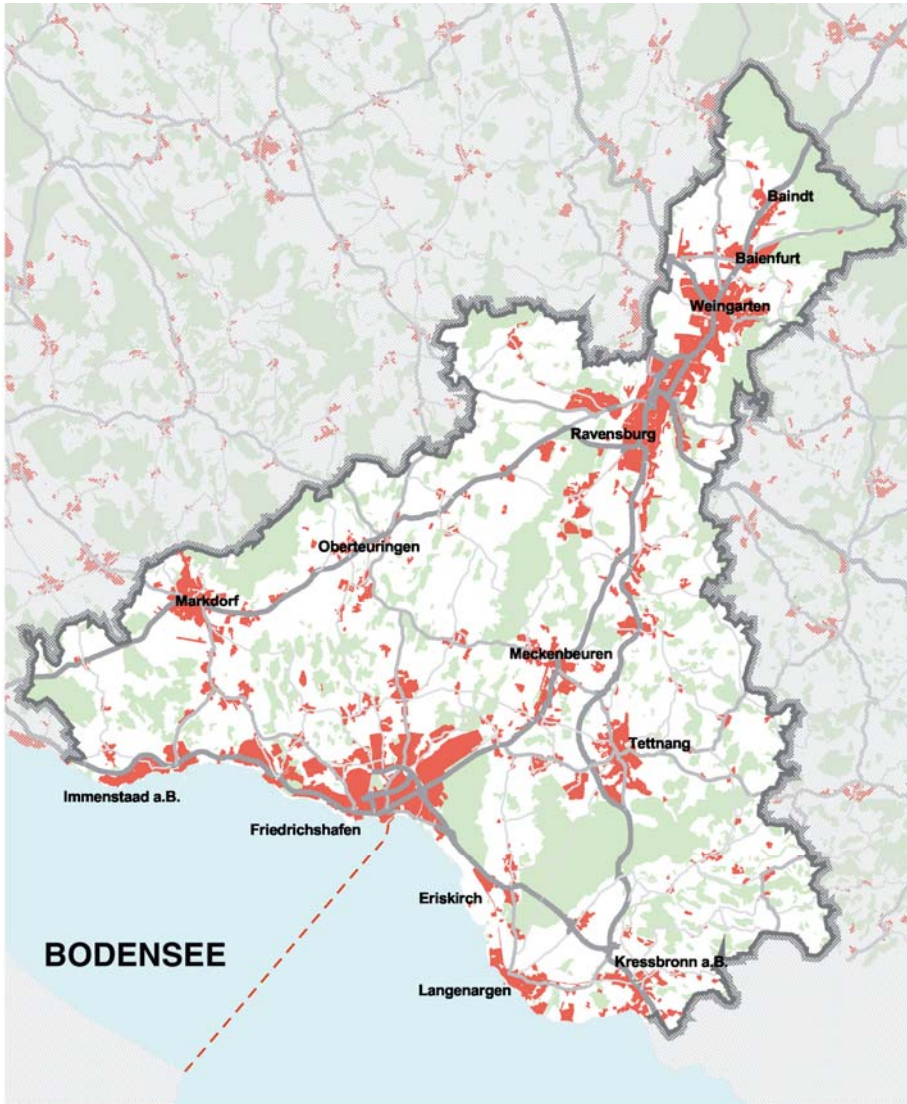 Baindt
Baienfurt
Weingarten
Ravensburg
Oberteuringen
Markdorf
Meckenbeuren
Tettnang
Immenstaad a.B.
Friedrichshafen
Eriskirch
BODENSEE
Kressbronn a.B.
Langenargen